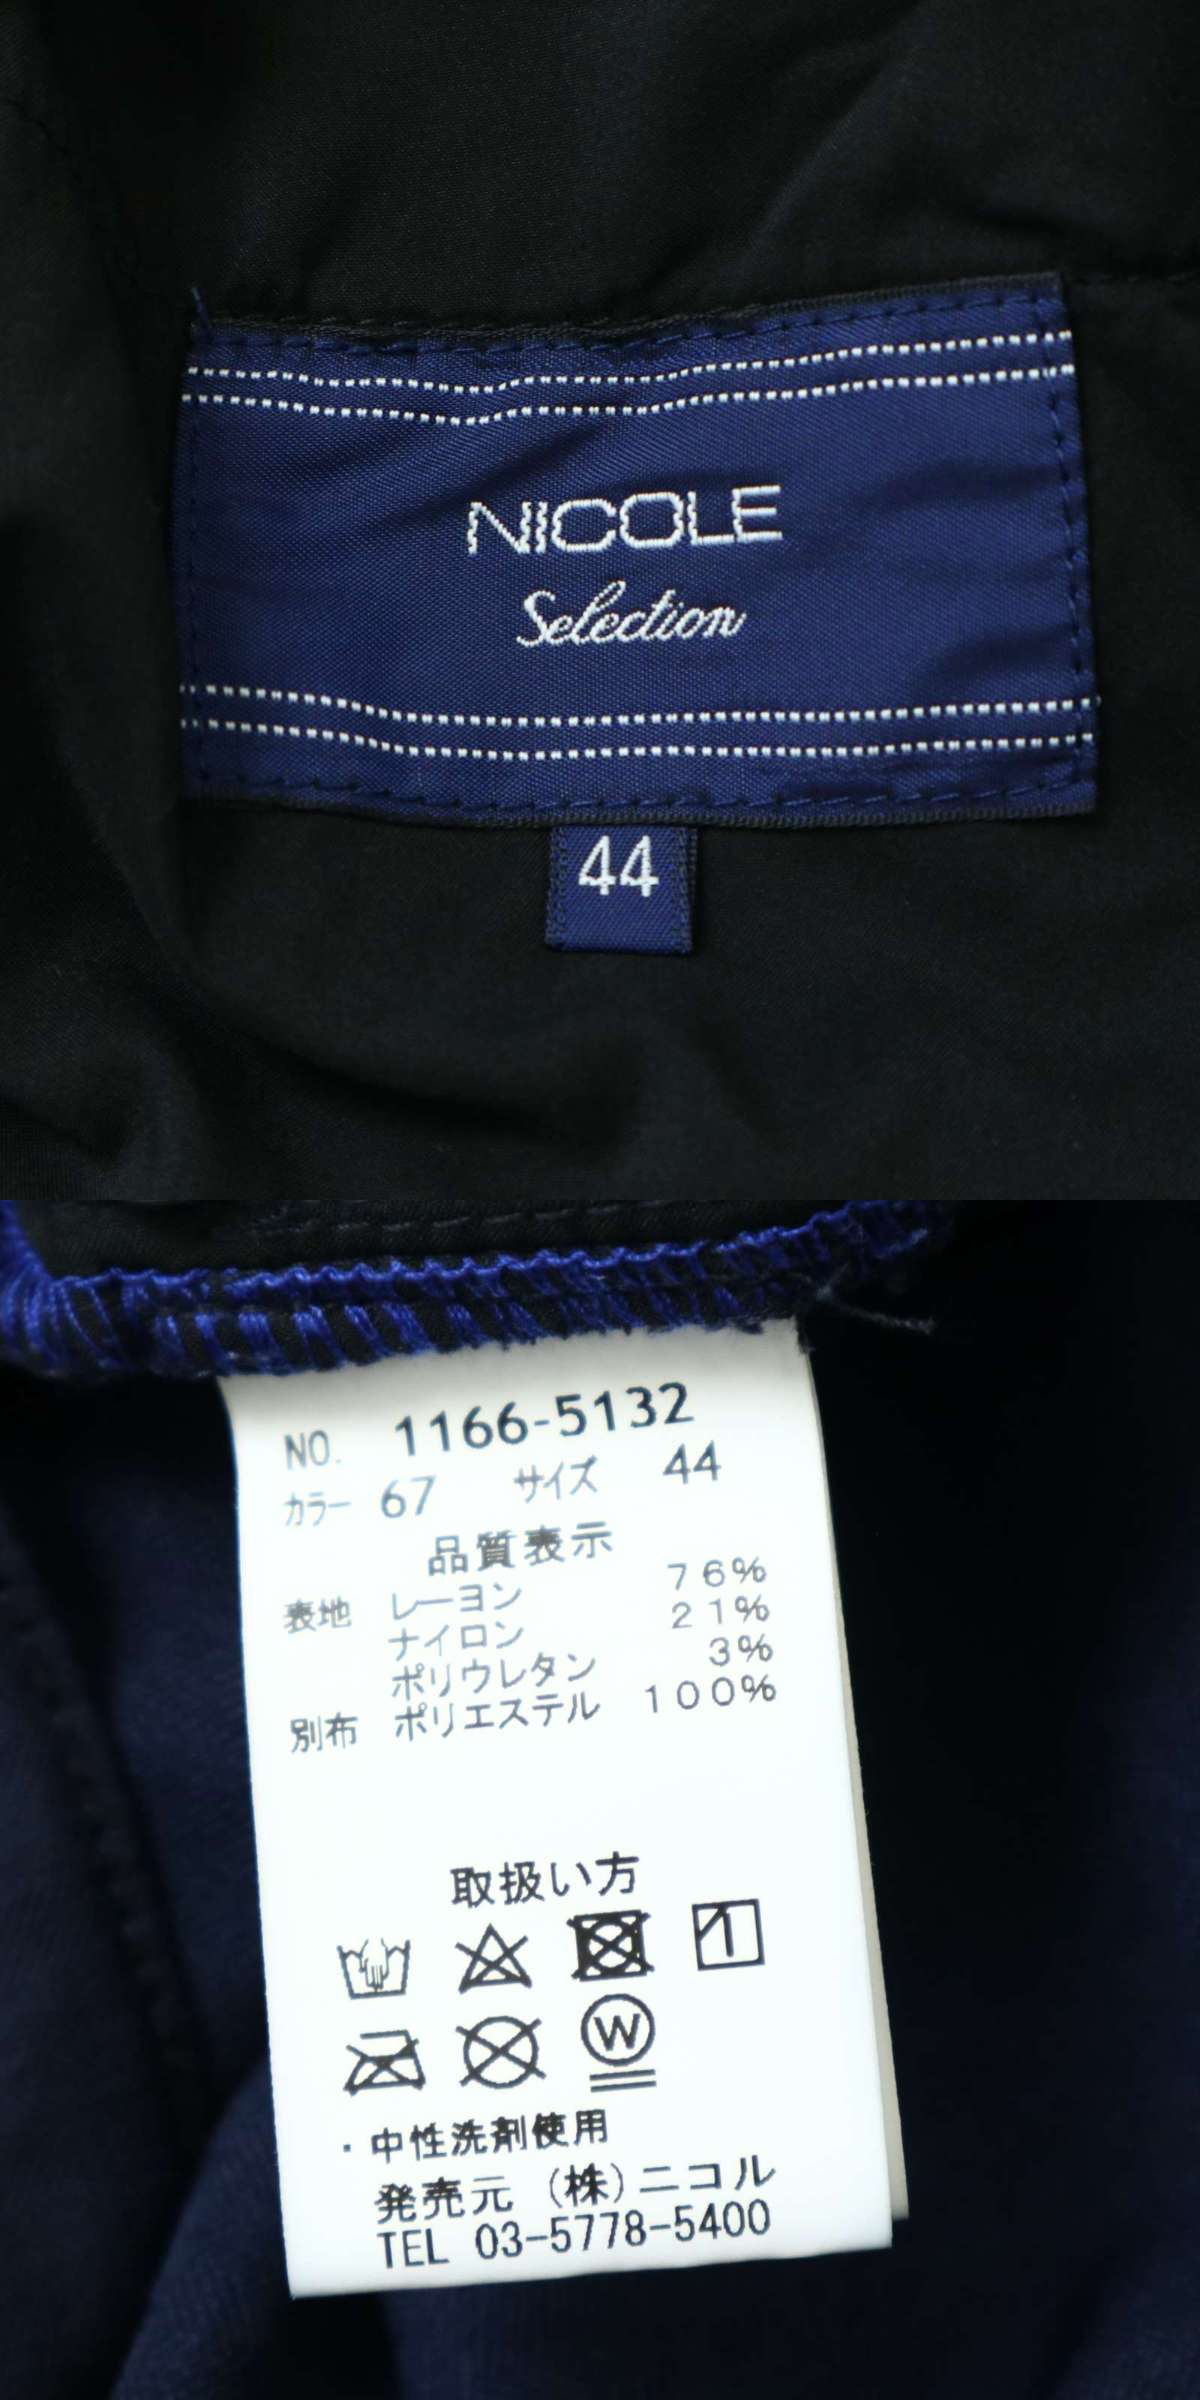 NICOLE
Selection
44
NO. 1166-5132
カラー 67 サイズ 44
品質表示
表地 レーヨン 76%
ナイロン 21%
ポリウレタン 3%
別布 ポリエステル 100%
取扱い方
W
・中性洗剤使用
発売元 (株)ニコル
TEL 03-5778-5400